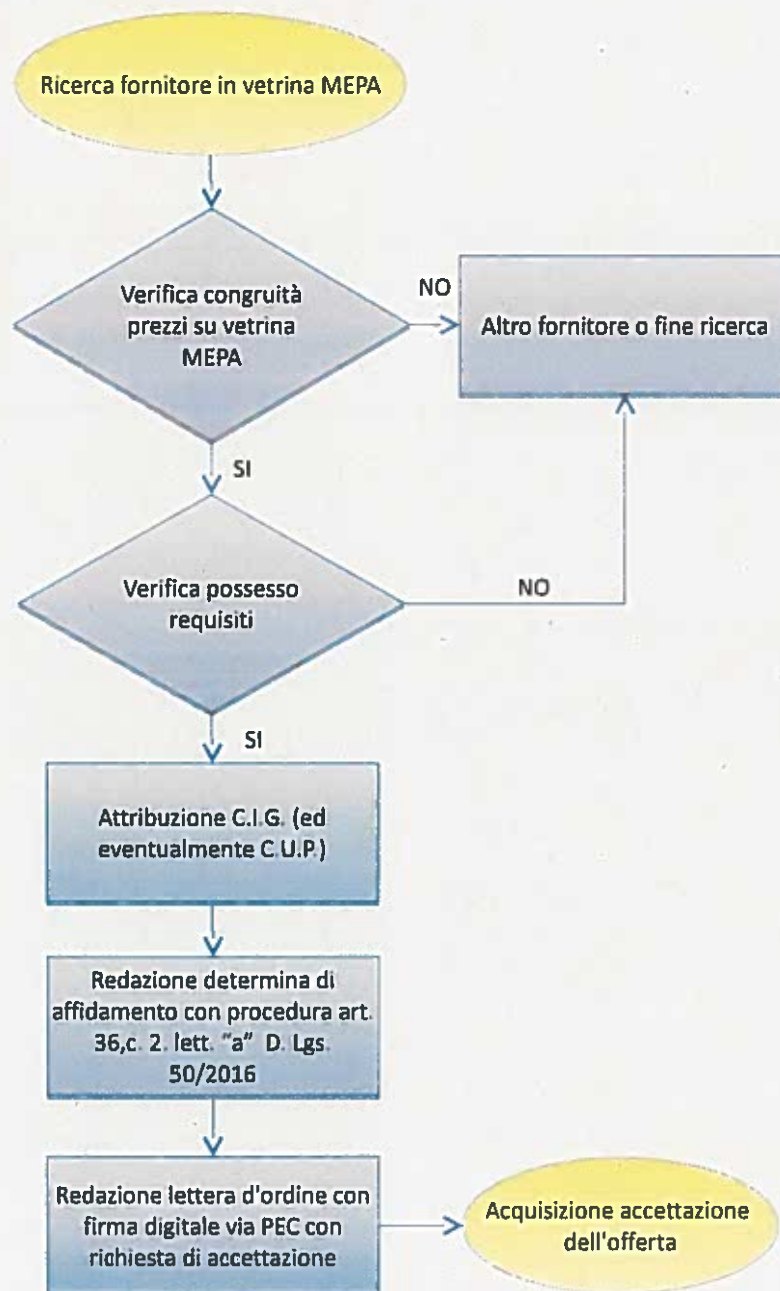 Ricerca fornitore in vetrina MEPA
Verifica congruità
prezzi su vetrina
MEPA
NO
Altro fornitore o fine ricerca
SI
Verifica possesso
requisiti
NO
SI
Attribuzione C.I.G. (ed
eventualmente C.U.P.)
Redazione determina di
affidamento con procedura art.
36,c. 2. lett. "a" D. Lgs.
50/2016
Redazione lettera d'ordine con
firma digitale via PEC con
richiesta di accettazione
Acquisizione accettazione
dell'offerta